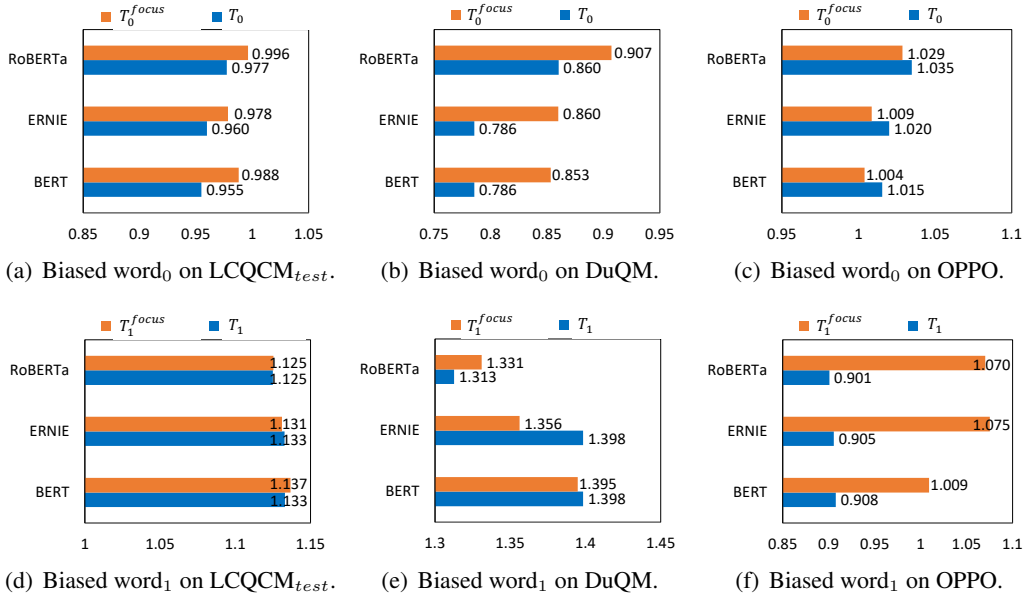 T_0^{focus} T_0
RoBERTa
0.996
0.977
ERNIE
0.978
0.960
BERT
0.988
0.955
0.85 0.9 0.95 1 1.05
(a) Biased word_0 on LCQCM_{test}.
T_0^{focus} T_0
RoBERTa
0.907
0.860
ERNIE
0.860
0.786
BERT
0.853
0.786
0.75 0.8 0.85 0.9 0.95
(b) Biased word_0 on DuQM.
T_0^{focus} T_0
RoBERTa
1.029
1.035
ERNIE
1.009
1.020
BERT
1.004
1.015
0.95 1 1.05 1.1
(c) Biased word_0 on OPPO.
T_1^{focus} T_1
RoBERTa
1.125
1.125
ERNIE
1.131
1.133
BERT
1.137
1.133
1 1.05 1.1 1.15
(d) Biased word_1 on LCQCM_{test}.
T_1^{focus} T_1
RoBERTa
1.331
1.313
ERNIE
1.356
1.398
BERT
1.395
1.398
1.3 1.35 1.4 1.45
(e) Biased word_1 on DuQM.
T_1^{focus} T_1
RoBERTa
1.070
0.901
ERNIE
1.075
0.905
BERT
1.009
0.908
0.85 0.9 0.95 1 1.05 1.1
(f) Biased word_1 on OPPO.